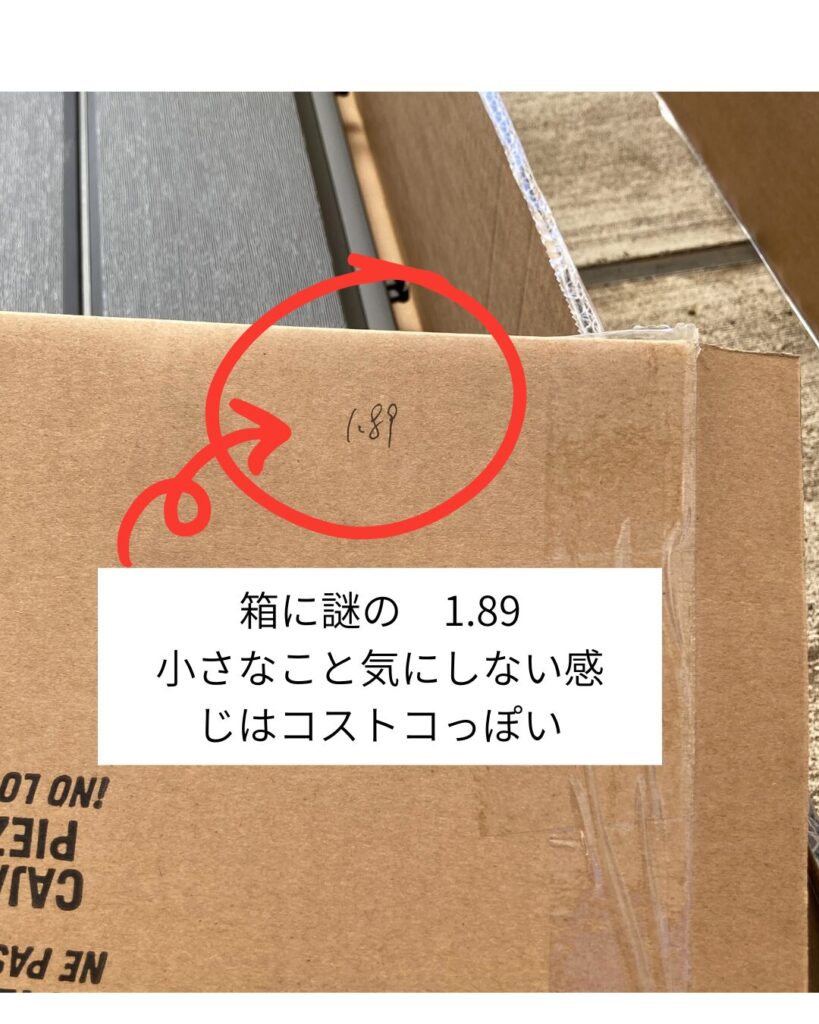 1.89
箱に謎の　1.89
小さなこと気にしない感
じはコストコっぽい
¡NO LO
PIEZ
CAJA
NE PAS